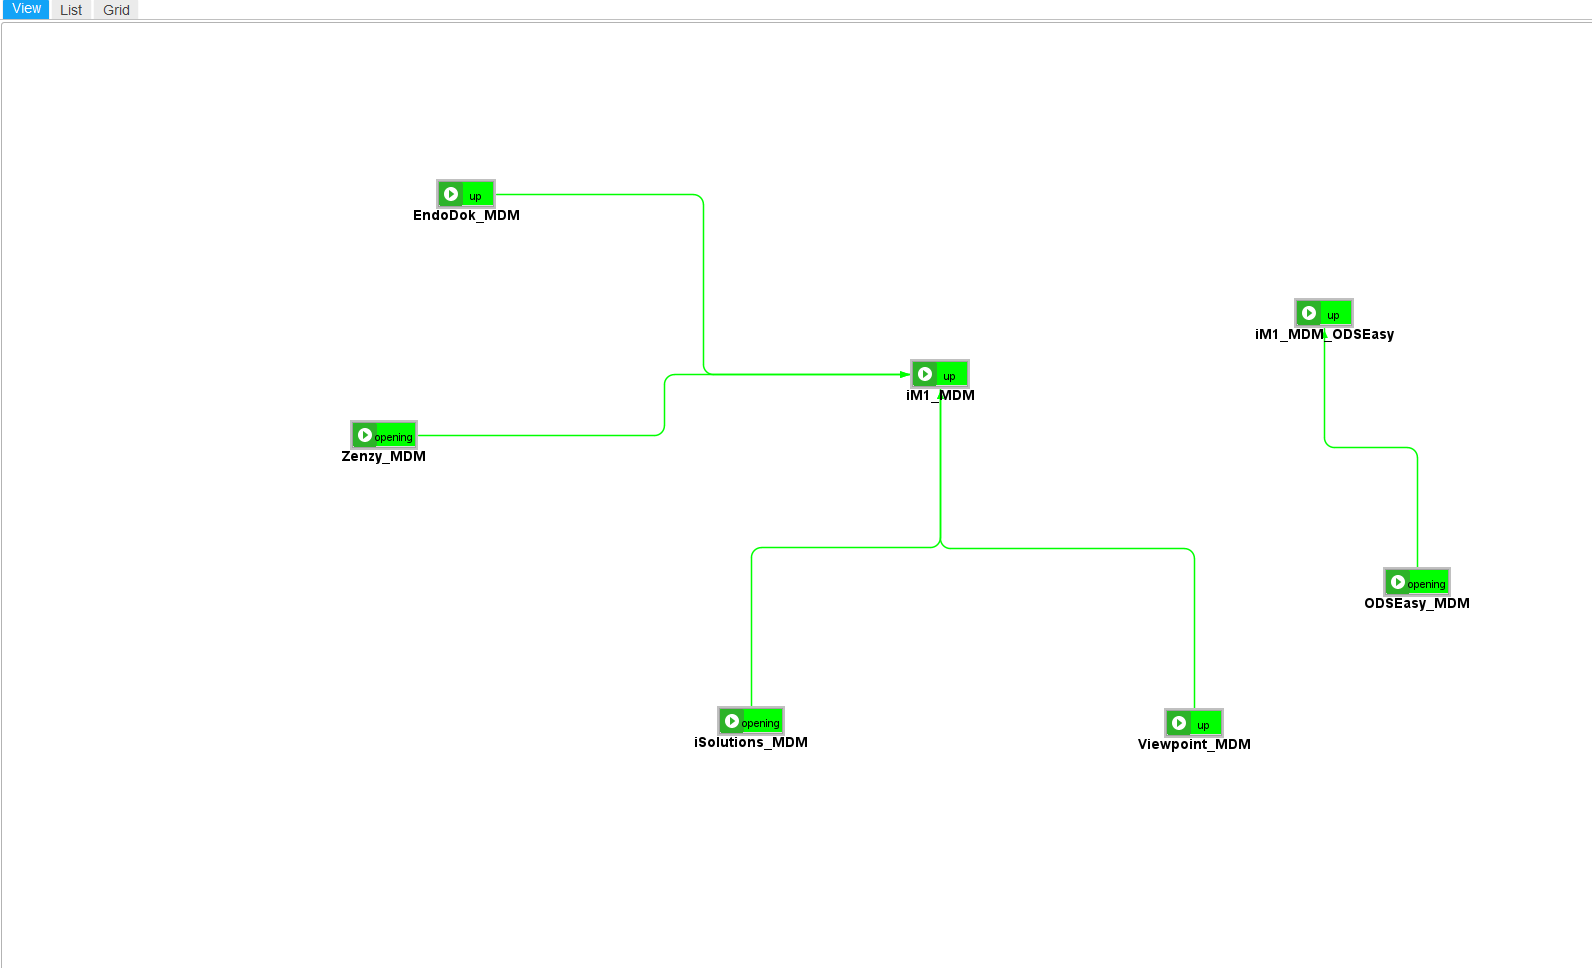 View List Grid
up
EndoDok_MDM
up
iM1_MDM_ODSEasy
up
iM1_MDM
opening
Zenzy_MDM
opening
ODSEasy_MDM
opening
iSolutions_MDM
up
Viewpoint_MDM